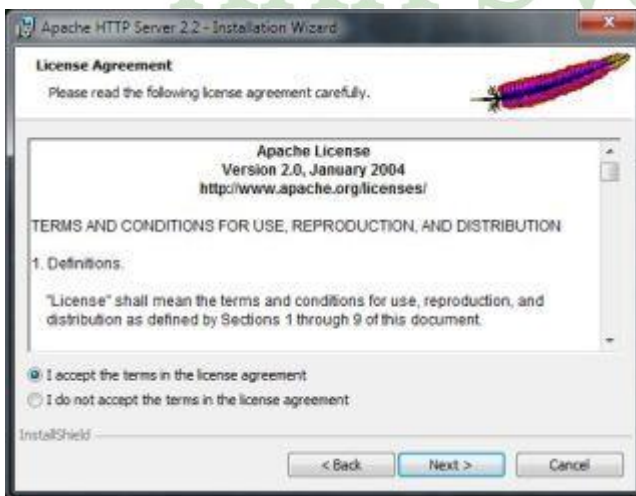 Apache HTTP Server 2.2 - Installation Wizard
License Agreement
Please read the following license agreement carefully.
Apache License
Version 2.0, January 2004
http://www.apache.org/licenses/
TERMS AND CONDITIONS FOR USE, REPRODUCTION, AND DISTRIBUTION
1. Definitions.
"License" shall mean the terms and conditions for use, reproduction, and
distribution as defined by Sections 1 through 9 of this document.
I accept the terms in the license agreement
I do not accept the terms in the license agreement
InstallShield
< Back Next > Cancel